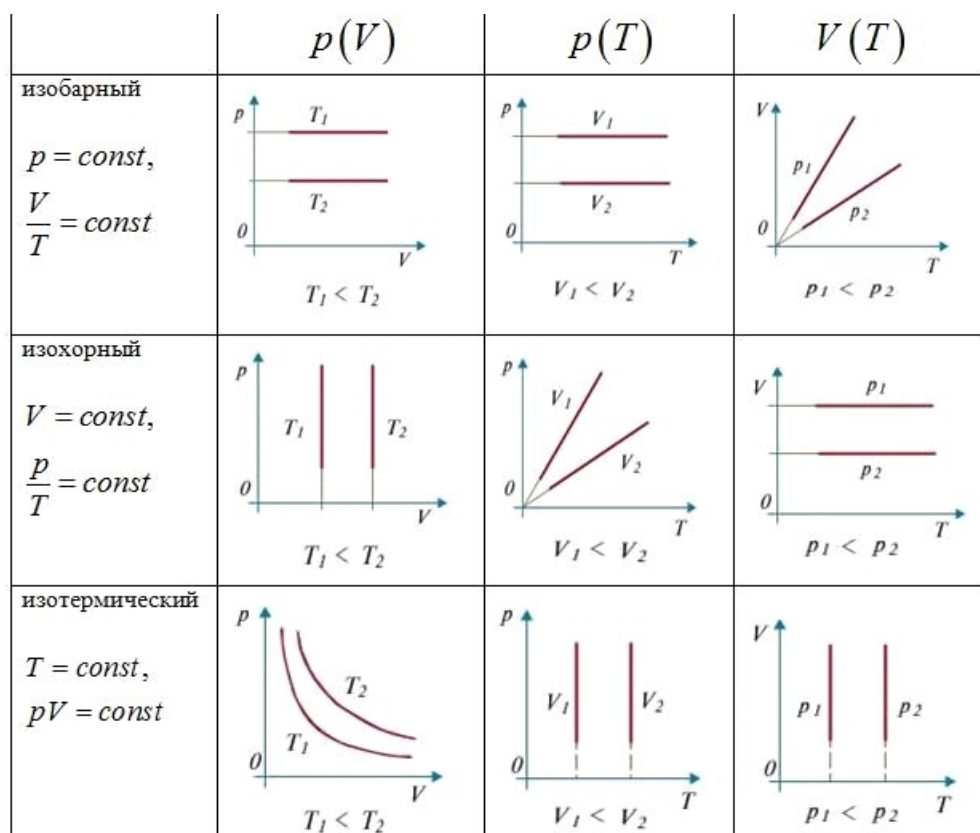 p(V)
p(T)
V(T)
изобарный
p = const,
V/T = const
p
T₁
T₂
0
V
T₁ < T₂
p
V₁
V₂
0
T
V₁ < V₂
V
p₁
p₂
0
T
p₁ < p₂
изохорный
V = const,
p/T = const
p
T₁
T₂
0
V
T₁ < T₂
p
V₁
V₂
0
T
V₁ < V₂
V
p₁
p₂
0
T
p₁ < p₂
изотермический
T = const,
pV = const
p
T₂
T₁
0
V
T₁ < T₂
p
V₁
V₂
0
T
V₁ < V₂
V
p₁
p₂
0
T
p₁ < p₂